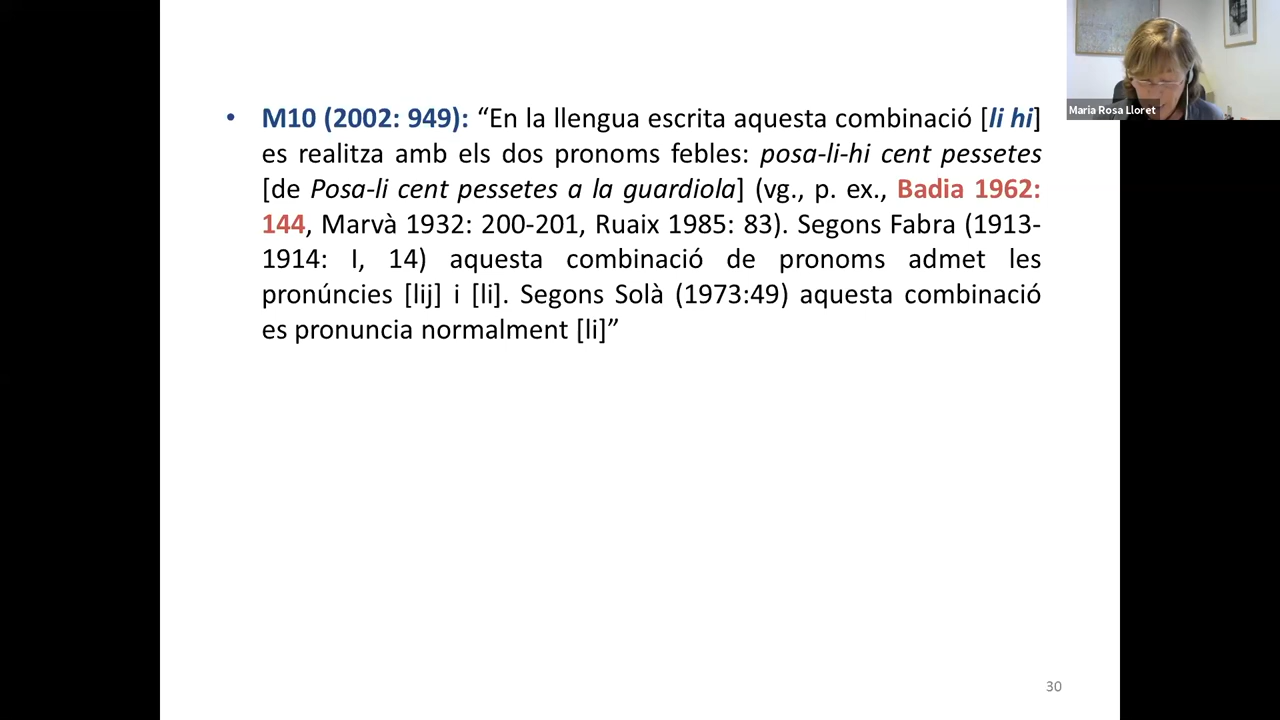 • M10 (2002: 949): “En la llengua escrita aquesta combinació [li hi]
es realitza amb els dos pronoms febles: posa-li-hi cent pessetes
[de Posa-li cent pessetes a la guardiola] (vg., p. ex., Badia 1962:
144, Marvà 1932: 200-201, Ruaix 1985: 83). Segons Fabra (1913-
1914: I, 14) aquesta combinació de pronoms admet les
pronúncies [lij] i [li]. Segons Solà (1973:49) aquesta combinació
es pronuncia normalment [li]”
Maria Rosa Lloret
30